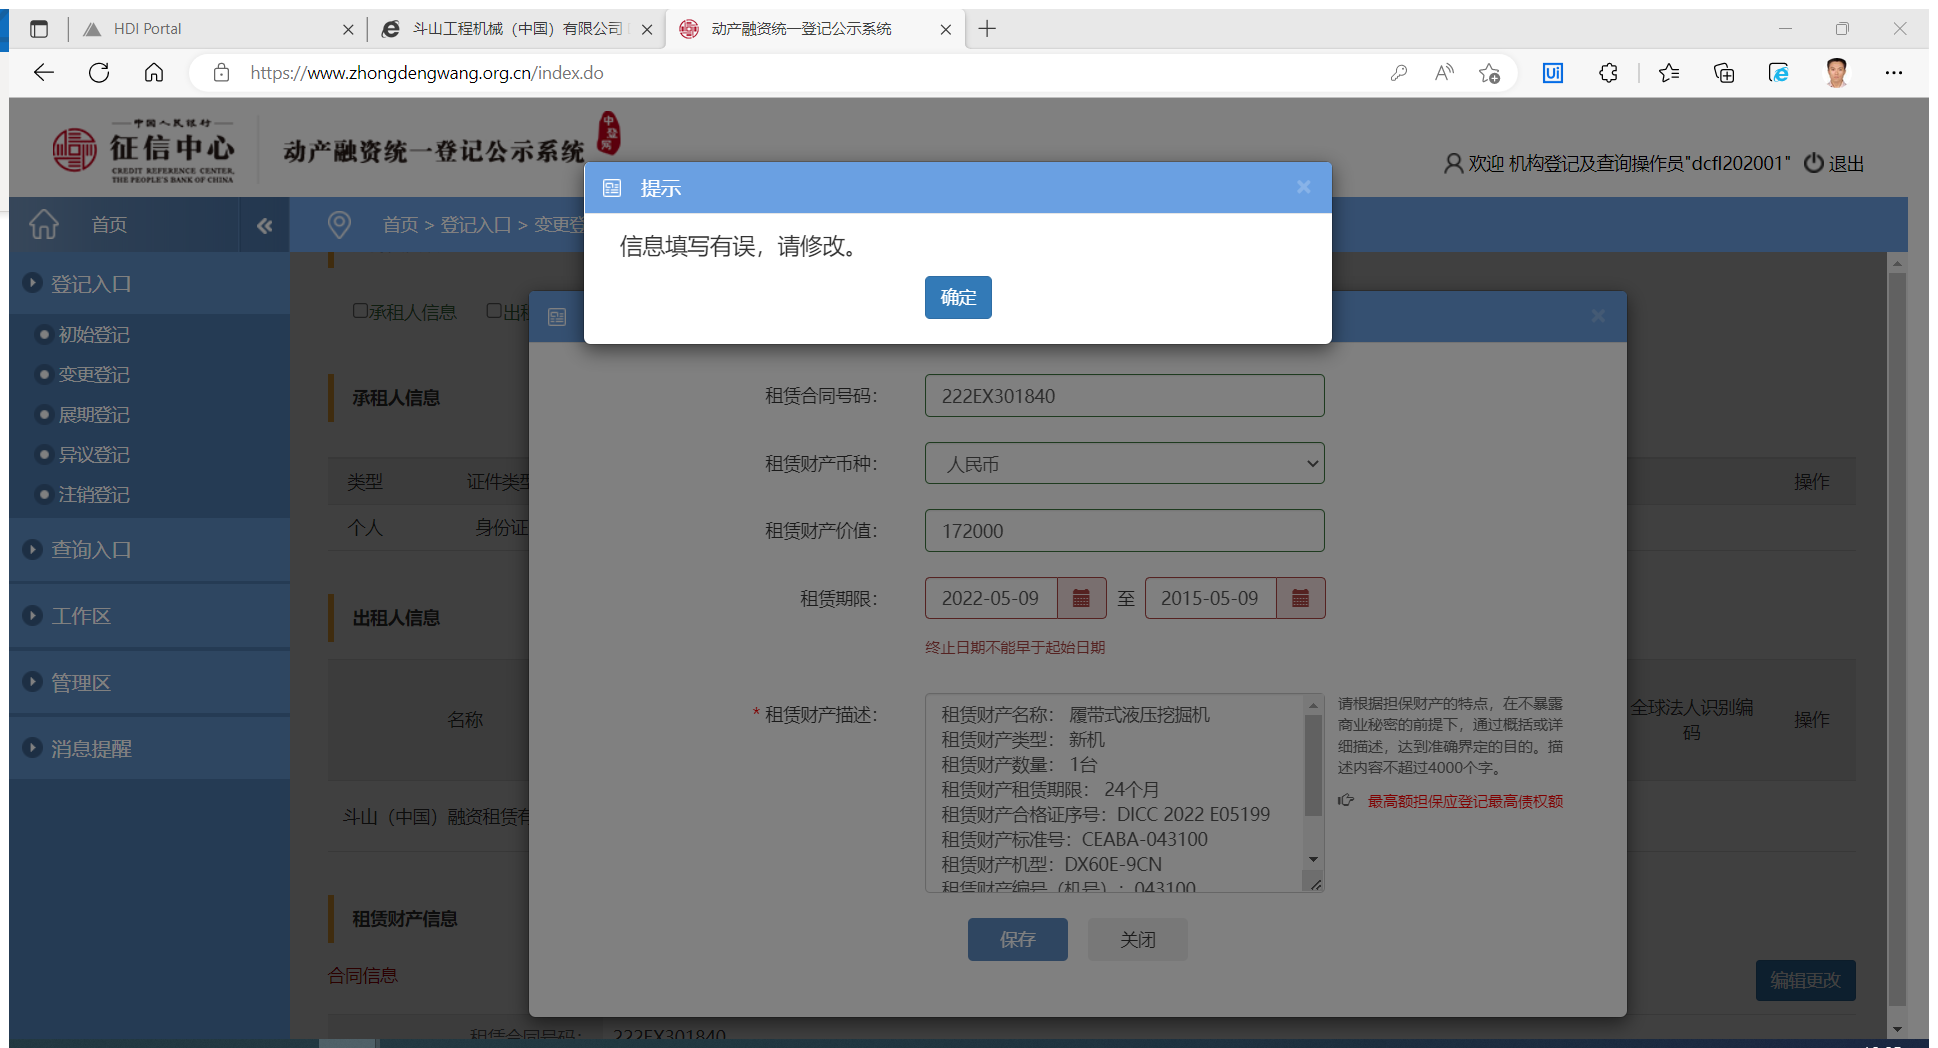 HDI Portal
斗山工程机械（中国）有限公司
动产融资统一登记公示系统
https://www.zhongdengwang.org.cn/index.do
Ui
中国人民银行
征信中心
CREDIT REFERENCE CENTER,
THE PEOPLE'S BANK OF CHINA
动产融资统一登记公示系统
中登网
欢迎 机构登记及查询操作员"dcfl202001"
退出
提示
信息填写有误，请修改。
确定
首页
首页 > 登记入口 > 变更登
登记入口
初始登记
变更登记
展期登记
异议登记
注销登记
查询入口
工作区
管理区
消息提醒
承租人信息
出租
承租人信息
类型
证件类型
操作
个人
身份证
出租人信息
名称
全球法人识别编
码
操作
斗山（中国）融资租赁有
租赁财产信息
合同信息
编辑更改
租赁合同号码：
222EX301840
租赁合同号码：
222EX301840
租赁财产币种：
人民币
租赁财产价值：
172000
租赁期限：
2022-05-09
至
2015-05-09
终止日期不能早于起始日期
* 租赁财产描述：
租赁财产名称： 履带式液压挖掘机
租赁财产类型： 新机
租赁财产数量： 1台
租赁财产租赁期限： 24个月
租赁财产合格证序号：DICC 2022 E05199
租赁财产标准号：CEABA-043100
租赁财产机型：DX60E-9CN
租赁财产编号（机号）：043100
请根据担保财产的特点，在不暴露
商业秘密的前提下，通过概括或详
细描述，达到准确界定的目的。描
述内容不超过4000个字。
最高额担保应登记最高债权额
保存
关闭